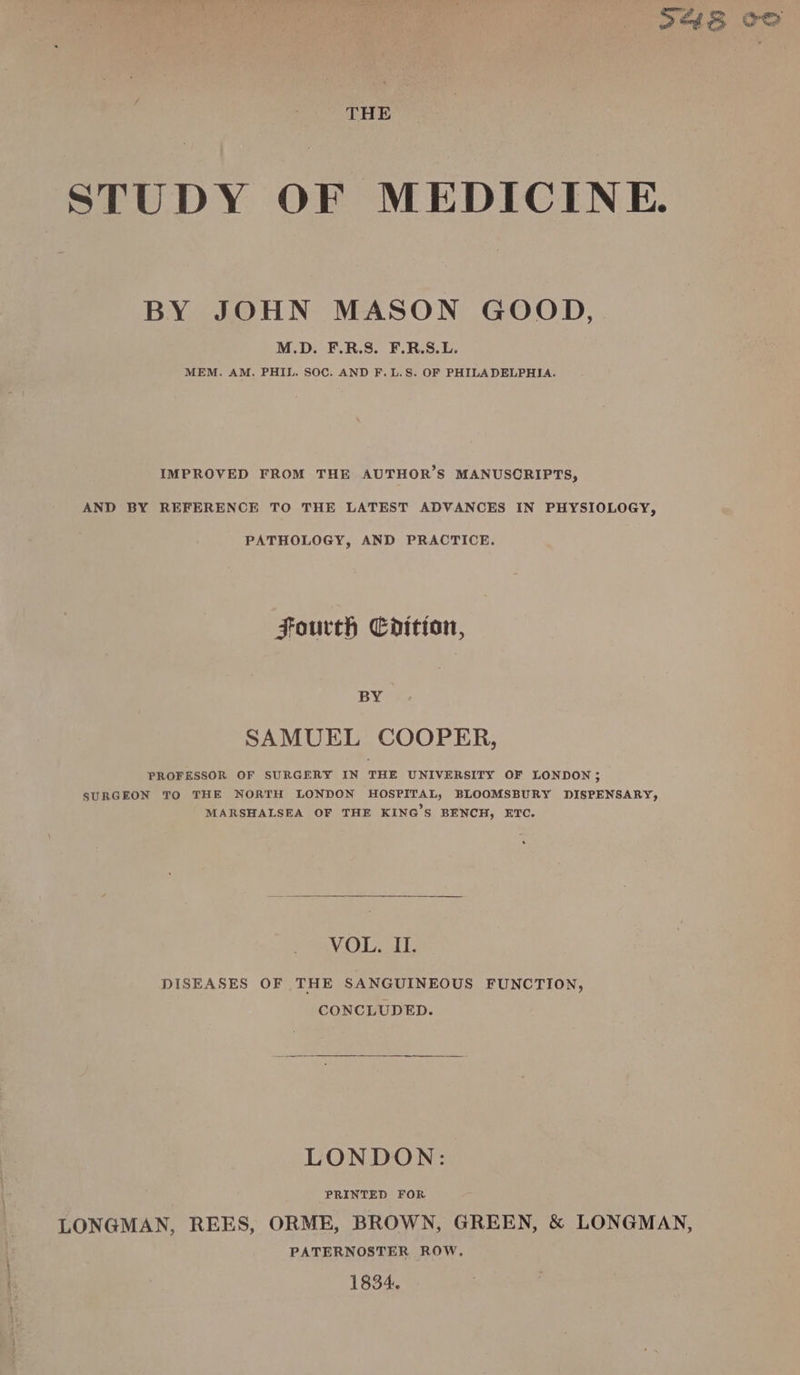 548 00
THE
STUDY OF MEDICINE.
BY JOHN MASON GOOD,
M.D. F.R.S. F.R.S.L.
MEM. AM. PHIL. SOC. AND F.L.S. OF PHILADELPHIA.
IMPROVED FROM THE AUTHOR'S MANUSCRIPTS,
AND BY REFERENCE TO THE LATEST ADVANCES IN PHYSIOLOGY,
PATHOLOGY, AND PRACTICE.
Fourth Edition,
BY
SAMUEL COOPER,
PROFESSOR OF SURGERY IN THE UNIVERSITY OF LONDON;
SURGEON TO THE NORTH LONDON HOSPITAL, BLOOMSBURY DISPENSARY,
MARSHALSEA OF THE KING'S BENCH, ETC.
VOL. II.
DISEASES OF THE SANGUINEOUS FUNCTION,
CONCLUDED.
LONDON:
PRINTED FOR
LONGMAN, REES, ORME, BROWN, GREEN, & LONGMAN,
PATERNOSTER ROW.
1834.